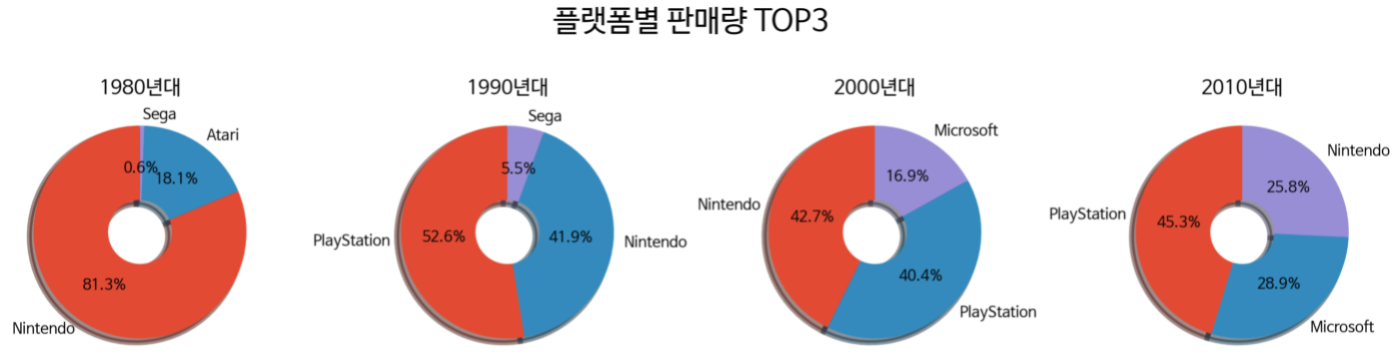 플랫폼별 판매량 TOP3
1980년대
Sega
Atari
0.6%
18.1%
81.3%
Nintendo
1990년대
Sega
5.5%
PlayStation
52.6%
41.9%
Nintendo
2000년대
Microsoft
16.9%
Nintendo
42.7%
40.4%
PlayStation
2010년대
Nintendo
25.8%
PlayStation
45.3%
28.9%
Microsoft